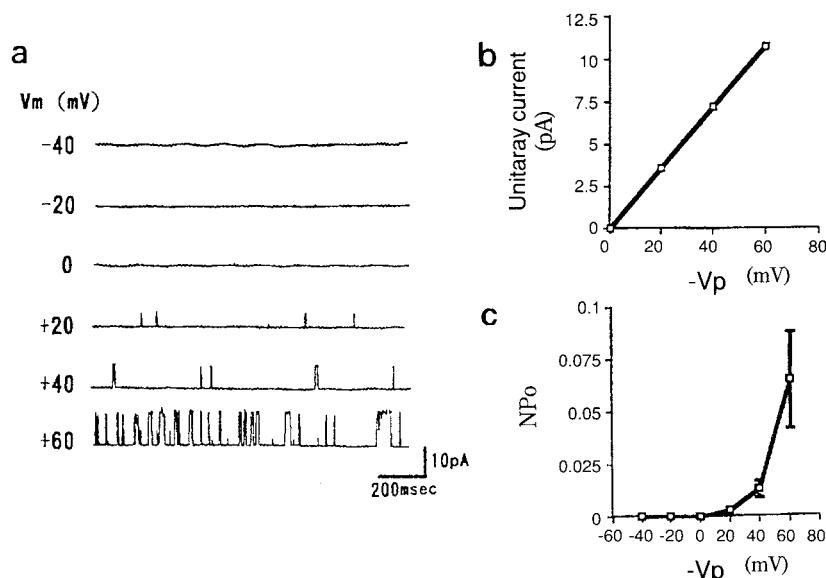 a
Vm (mV)
-40
-20
0
+20
+40
+60
10pA
200msec
b
Unitaray current
(pA)
12.5
10
7.5
5
2.5
0
0 20 40 60 80
-Vp (mV)
c
NPo
0.1
0.075
0.05
0.025
0
-60 -40 -20 0 20 40 60 80
-Vp (mV)